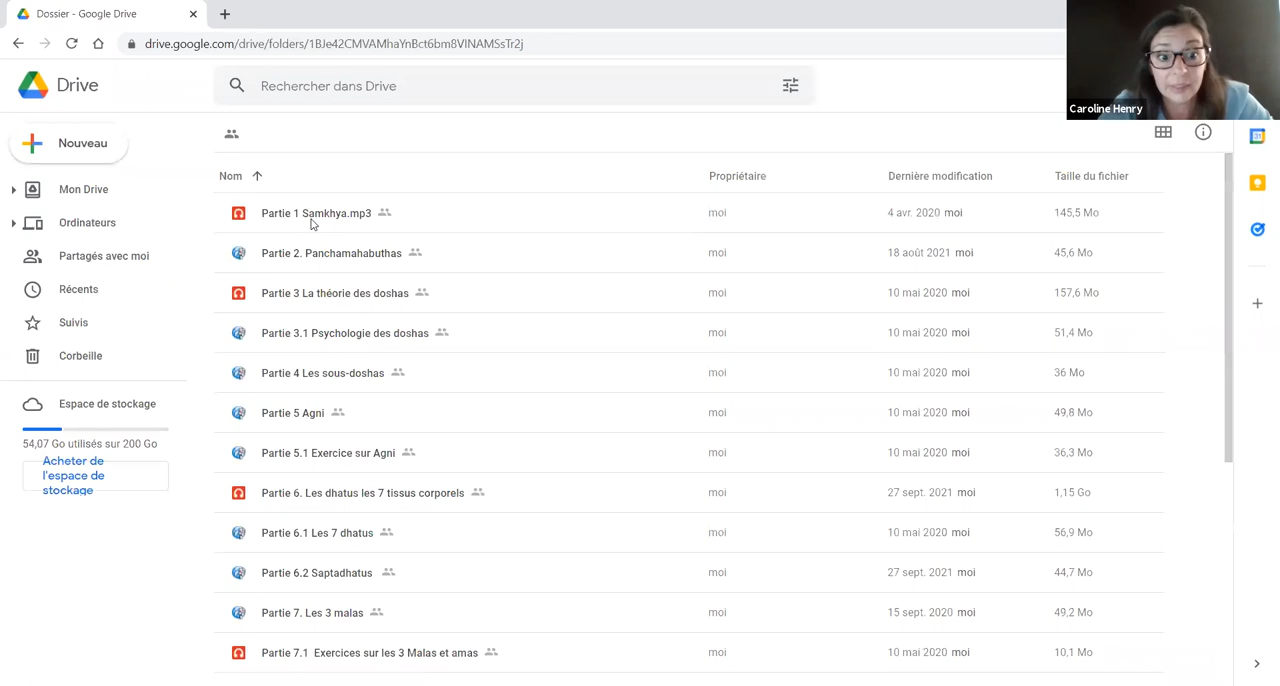 Dossier - Google Drive
drive.google.com/drive/folders/1BJe42CMVAMhaYnBct6bm8VlNAMSsTr2j
Drive
Rechercher dans Drive
Caroline Henry
Nouveau
Mon Drive
Ordinateurs
Partagés avec moi
Récents
Suivis
Corbeille
Espace de stockage
54,07 Go utilisés sur 200 Go
Acheter de
l'espace de
stockage
Nom Propriétaire Dernière modification Taille du fichier
Partie 1 Samkhya.mp3 moi 4 avr. 2020 moi 145,5 Mo
Partie 2. Panchamahabuthas moi 18 août 2021 moi 45,6 Mo
Partie 3 La théorie des doshas moi 10 mai 2020 moi 157,6 Mo
Partie 3.1 Psychologie des doshas moi 10 mai 2020 moi 51,4 Mo
Partie 4 Les sous-doshas moi 10 mai 2020 moi 36 Mo
Partie 5 Agni moi 10 mai 2020 moi 49,8 Mo
Partie 5.1 Exercice sur Agni moi 10 mai 2020 moi 36,3 Mo
Partie 6. Les dhatus les 7 tissus corporels moi 27 sept. 2021 moi 1,15 Go
Partie 6.1 Les 7 dhatus moi 10 mai 2020 moi 56,9 Mo
Partie 6.2 Saptadhatus moi 27 sept. 2021 moi 44,7 Mo
Partie 7. Les 3 malas moi 15 sept. 2020 moi 49,2 Mo
Partie 7.1 Exercices sur les 3 Malas et amas moi 10 mai 2020 moi 10,1 Mo